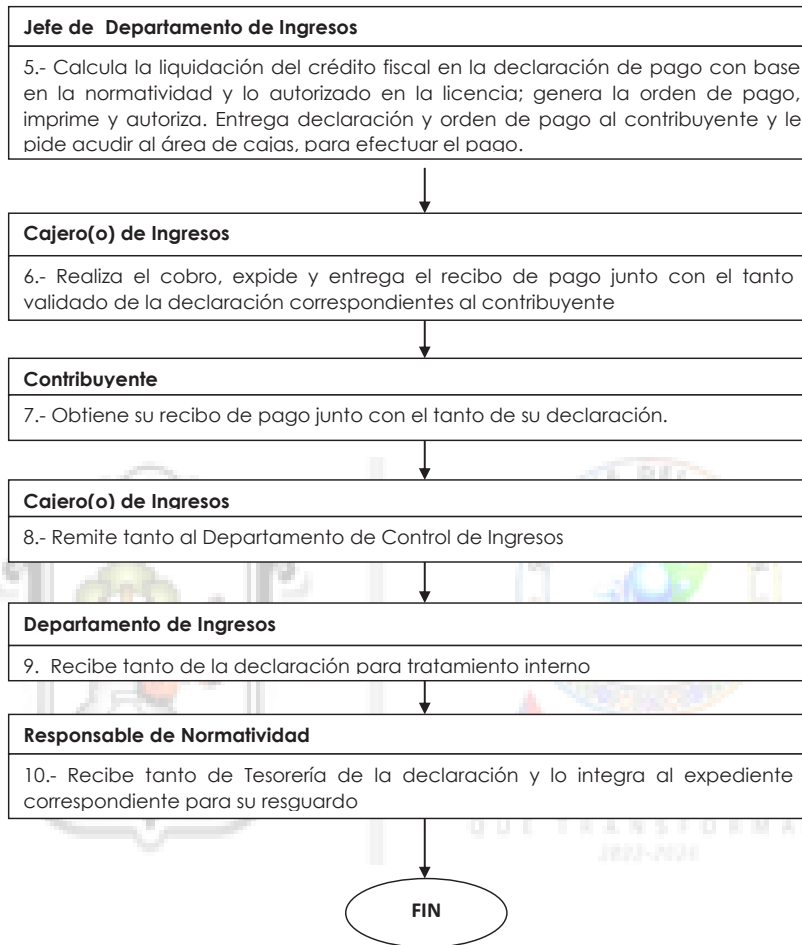 Jefe de Departamento de Ingresos
5.- Calcula la liquidación del crédito fiscal en la declaración de pago con base
en la normatividad y lo autorizado en la licencia; genera la orden de pago,
imprime y autoriza. Entrega declaración y orden de pago al contribuyente y le
pide acudir al área de cajas, para efectuar el pago.
Cajero(o) de Ingresos
6.- Realiza el cobro, expide y entrega el recibo de pago junto con el tanto
validado de la declaración correspondientes al contribuyente
Contribuyente
7.- Obtiene su recibo de pago junto con el tanto de su declaración.
Cajero(o) de Ingresos
8.- Remite tanto al Departamento de Control de Ingresos
Departamento de Ingresos
9. Recibe tanto de la declaración para tratamiento interno
Responsable de Normatividad
10.- Recibe tanto de Tesorería de la declaración y lo integra al expediente
correspondiente para su resguardo
QUE TRANSFORMA
FIN